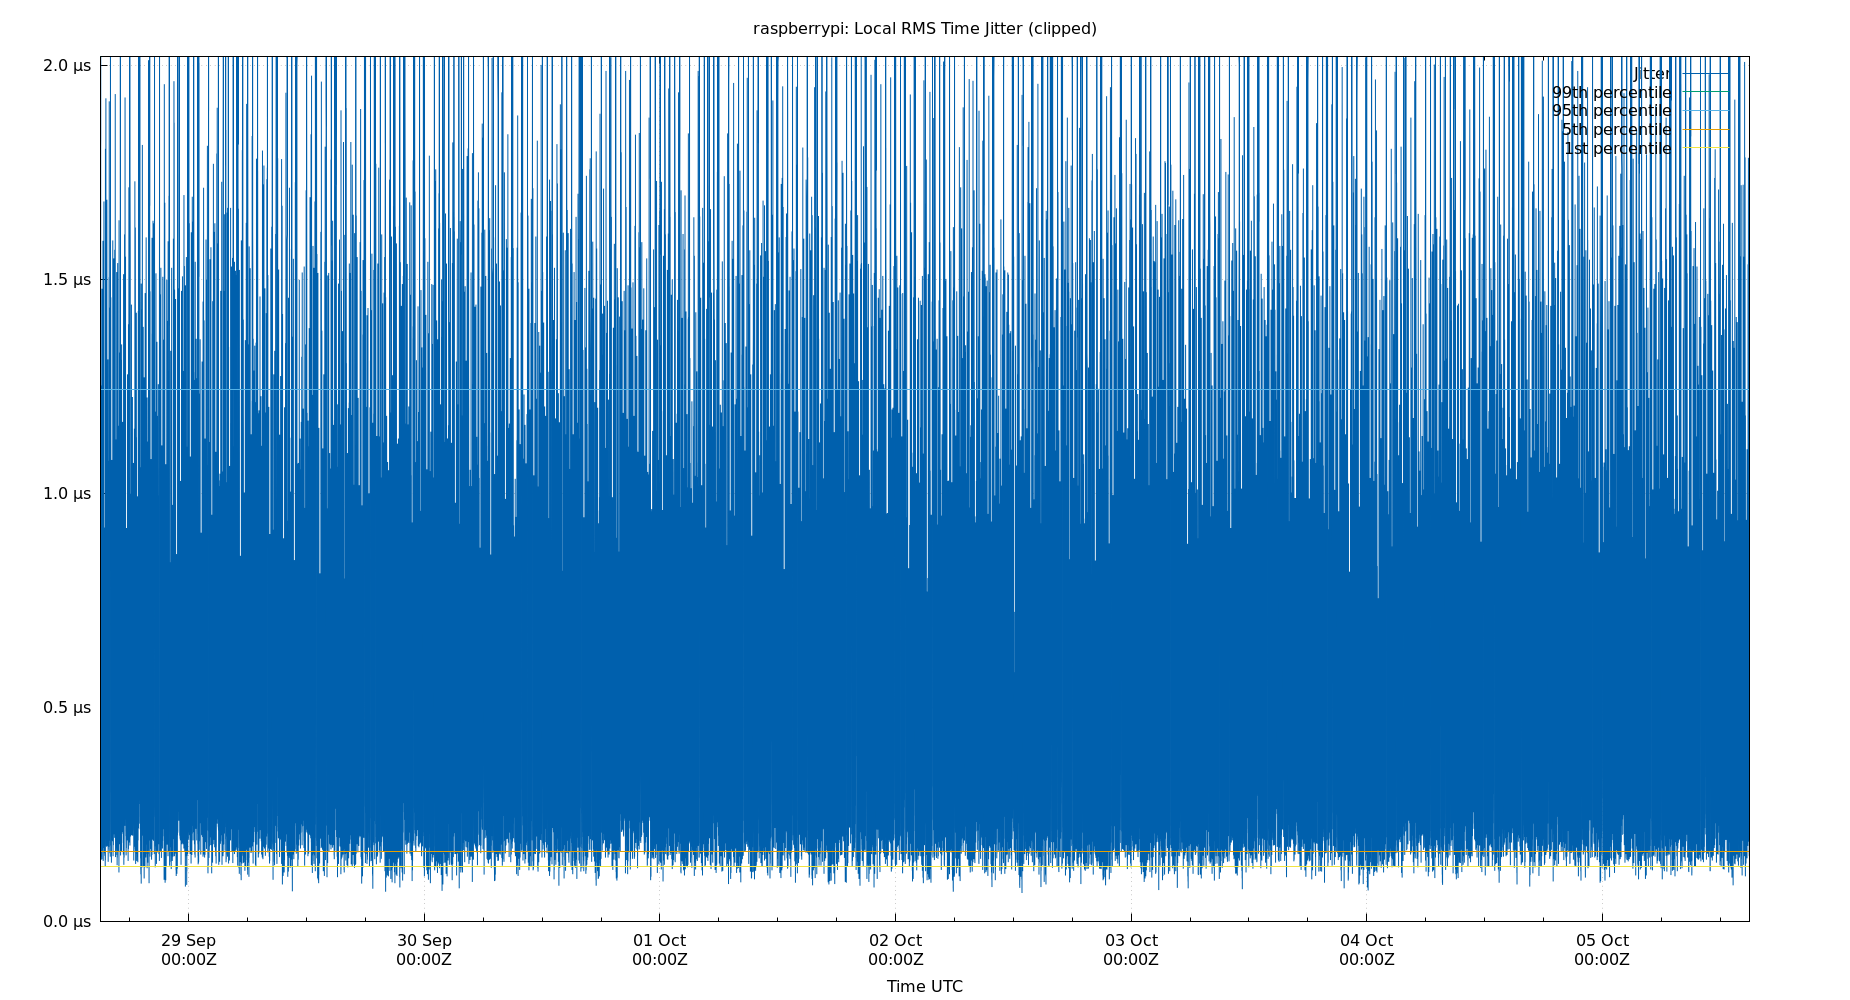 raspberrypi: Local RMS Time Jitter (clipped)
2.0 µs
Jitter
99th percentile
95th percentile
5th percentile
1st percentile
1.5 µs
1.0 µs
0.5 µs
0.0 µs
29 Sep 30 Sep 01 Oct 02 Oct 03 Oct 04 Oct 05 Oct
00:00Z 00:00Z 00:00Z 00:00Z 00:00Z 00:00Z 00:00Z
Time UTC